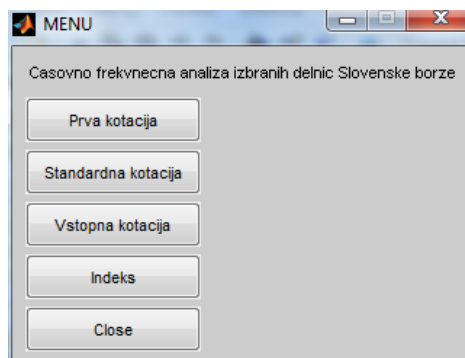 MENU
Casovno frekvnecna analiza izbranih delnic Slovenske borze
Prva kotacija
Standardna kotacija
Vstopna kotacija
Indeks
Close